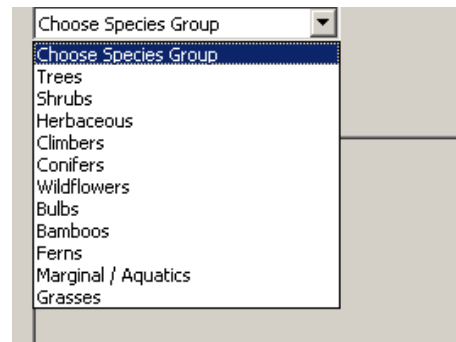 Choose Species Group
Choose Species Group
Trees
Shrubs
Herbaceous
Climbers
Conifers
Wildflowers
Bulbs
Bamboos
Ferns
Marginal / Aquatics
Grasses